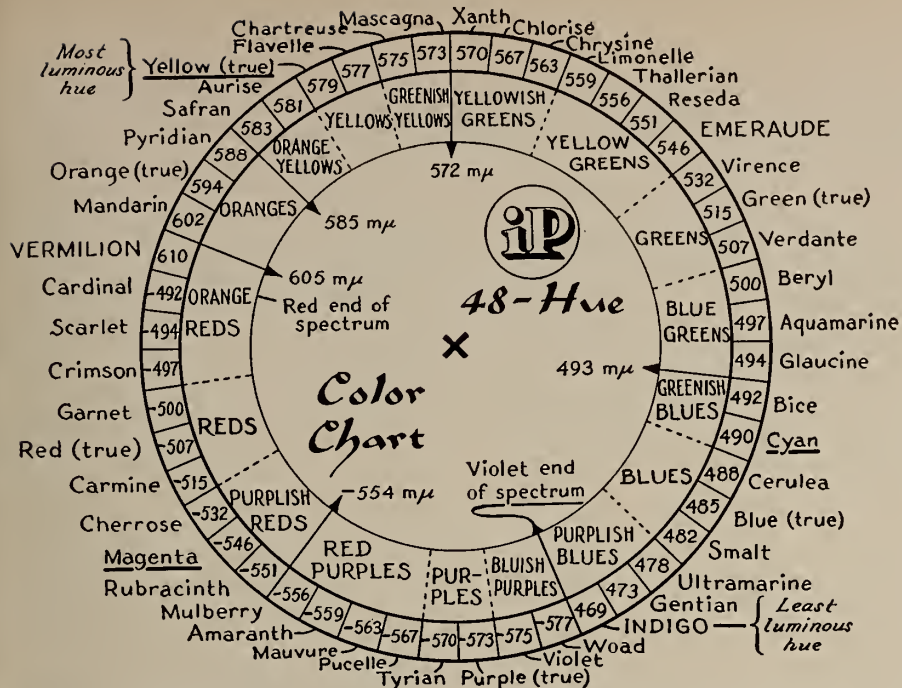 Mascagna
Xanth
Chlorise
Chrysine
Limonelle
Thallerian
Reseda
EMERAUDE
Virence
Green (true)
Verdante
Beryl
Aquamarine
Glaucine
Bice
Cyan
Cerulea
Blue (true)
Smalt
Ultramarine
Gentian
INDIGO
Least
luminous
hue
Woad
Violet
Purple (true)
Tyrian
Pucelle
Mauvure
Amaranth
Mulberry
Rubracinth
Magenta
Cherrose
Carmine
Red (true)
Garnet
Crimson
Scarlet
Cardinal
VERMILION
Mandarin
Orange (true)
Pyridian
Safran
Aurise
Yellow (true)
Most
luminous
hue
Flavelle
Chartreuse
573
570
567
563
559
556
551
546
532
515
507
500
497
494
492
490
488
485
482
478
473
469
-577
-575
-573
-570
-567
-563
-559
-556
-551
-546
-532
-515
-507
-500
-497
-494
-492
610
602
594
588
583
581
579
577
575
GREENISH
YELLOWS
YELLOWISH
GREENS
YELLOW
GREENS
GREENS
BLUE
GREENS
GREENISH
BLUES
BLUES
PURPLISH
BLUES
BLUISH
PURPLES
PUR-
PLES
RED
PURPLES
PURPLISH
REDS
REDS
ORANGE
REDS
ORANGES
ORANGE
YELLOWS
YELLOWS
572 mμ
585 mμ
605 mμ
Red end of
spectrum
iP
48-Hue
×
Color
Chart
493 mμ
Violet end
of spectrum
-554 mμ